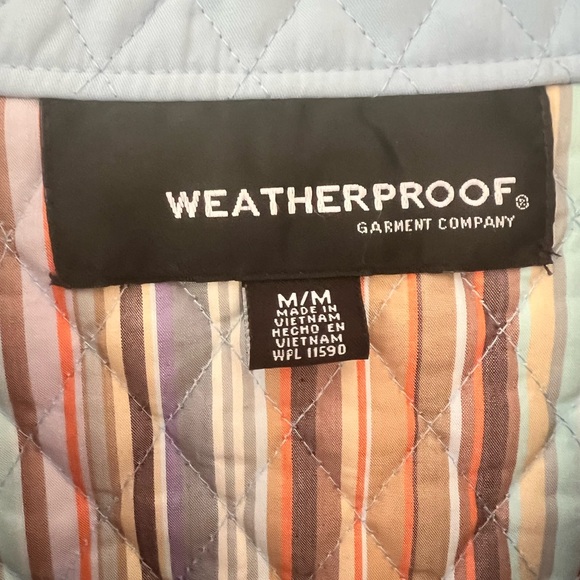 WEATHERPROOF®
GARMENT COMPANY
M/M
MADE IN
VIETNAM
HECHO EN
VIETNAM
WPL 11590